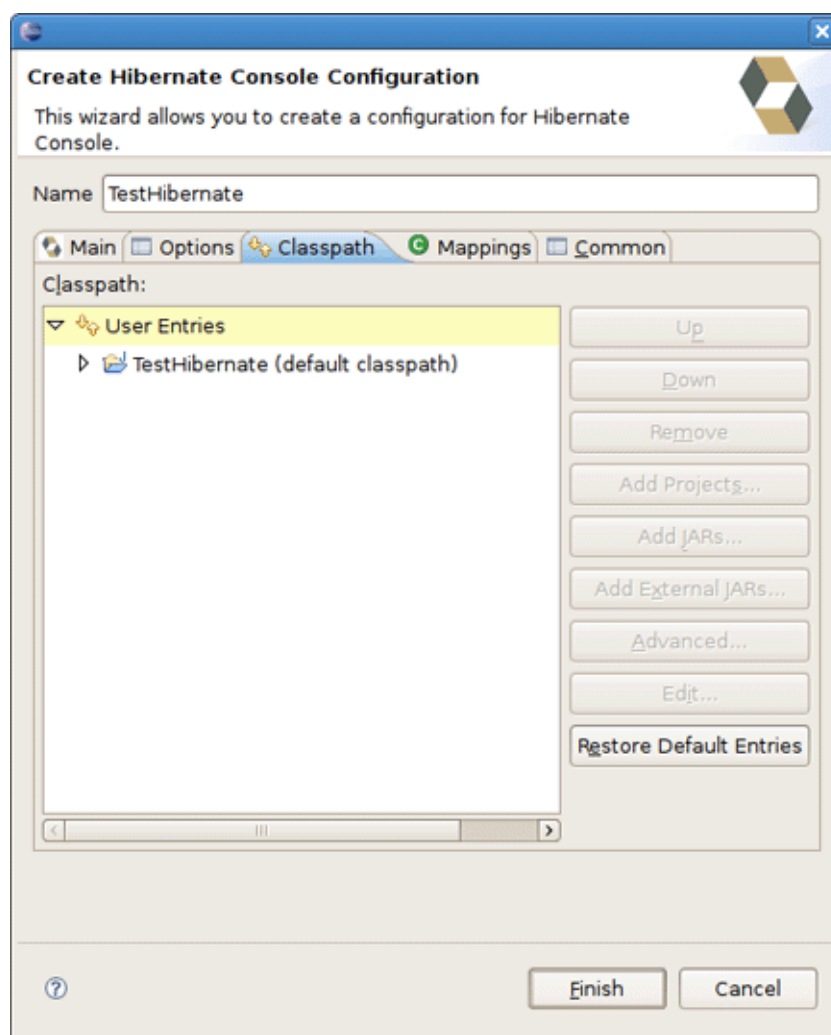 Create Hibernate Console Configuration
This wizard allows you to create a configuration for Hibernate
Console.
Name TestHibernate
Main Options Classpath Mappings Common
Classpath:
User Entries
TestHibernate (default classpath)
Up
Down
Remove
Add Projects...
Add JARs...
Add External JARs...
Advanced...
Edit...
Restore Default Entries
Finish Cancel